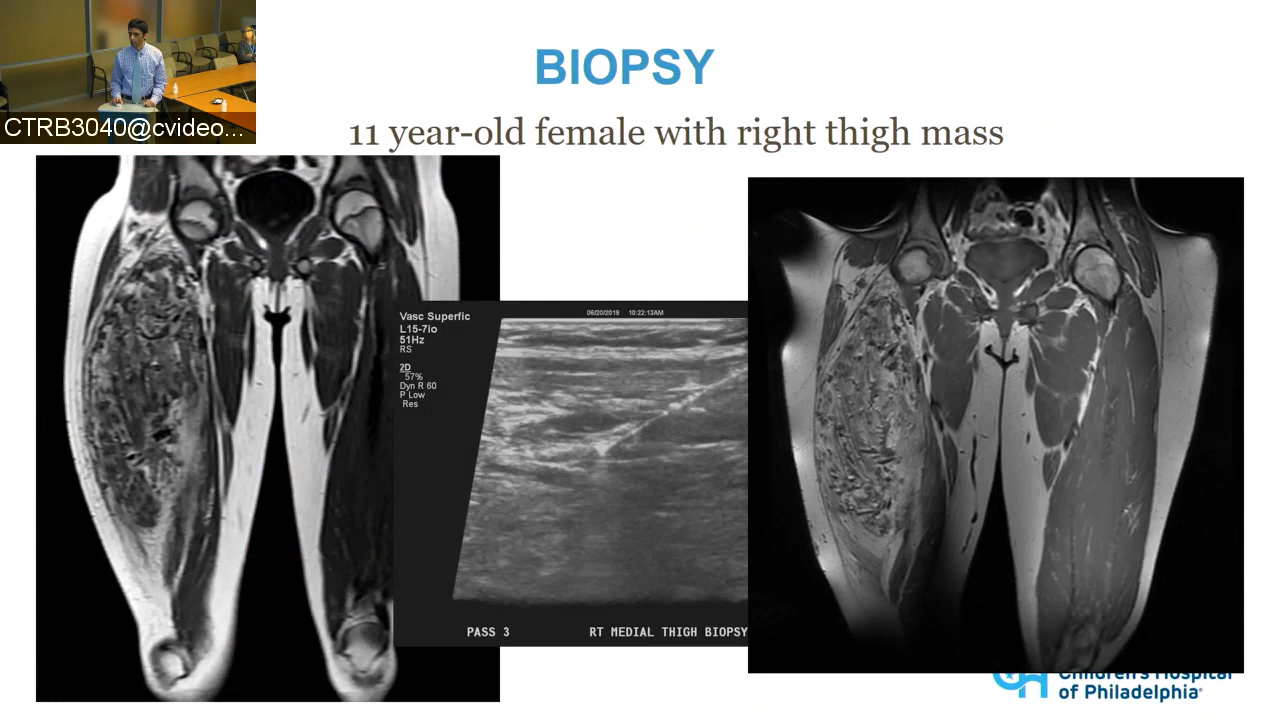 CTRB3040@cvideo...
BIOPSY
11 year-old female with right thigh mass
Vasc Superfic
L15-7io
51Hz
RS
2D
57%
Dyn R 60
P Low
Res
06/20/2019 10:22:13AM
PASS 3 RT MEDIAL THIGH BIOPSY
Children's Hospital
of Philadelphia